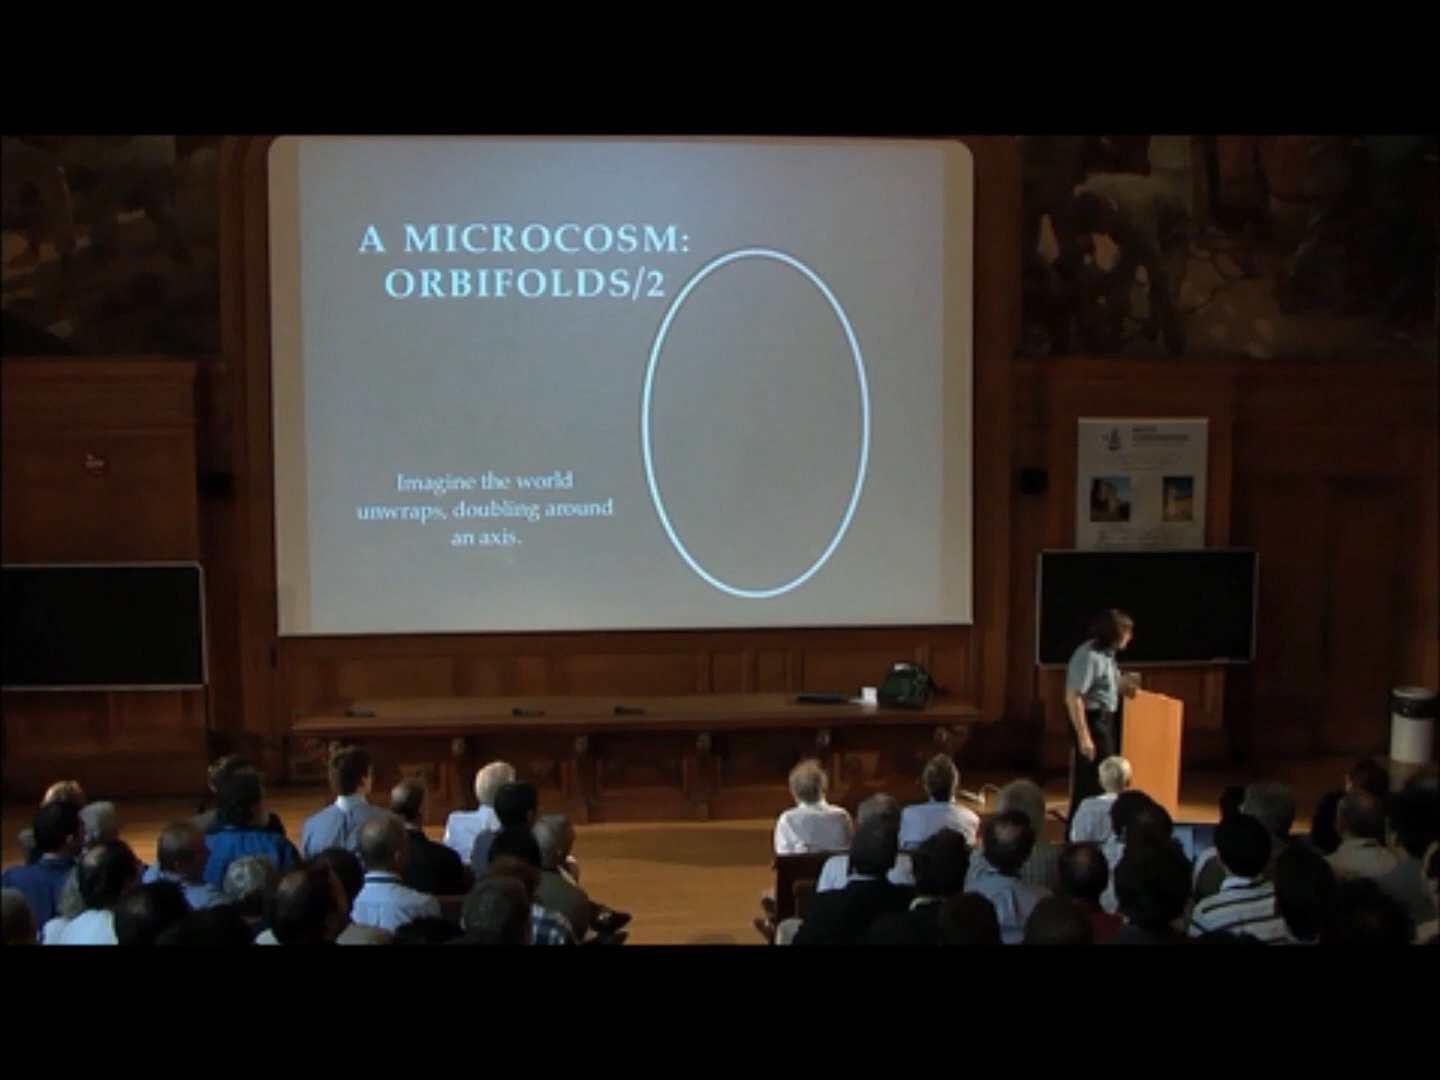 A MICROCOSM:
ORBIFOLDS/2
Imagine the world
unwraps, doubling around
an axis.